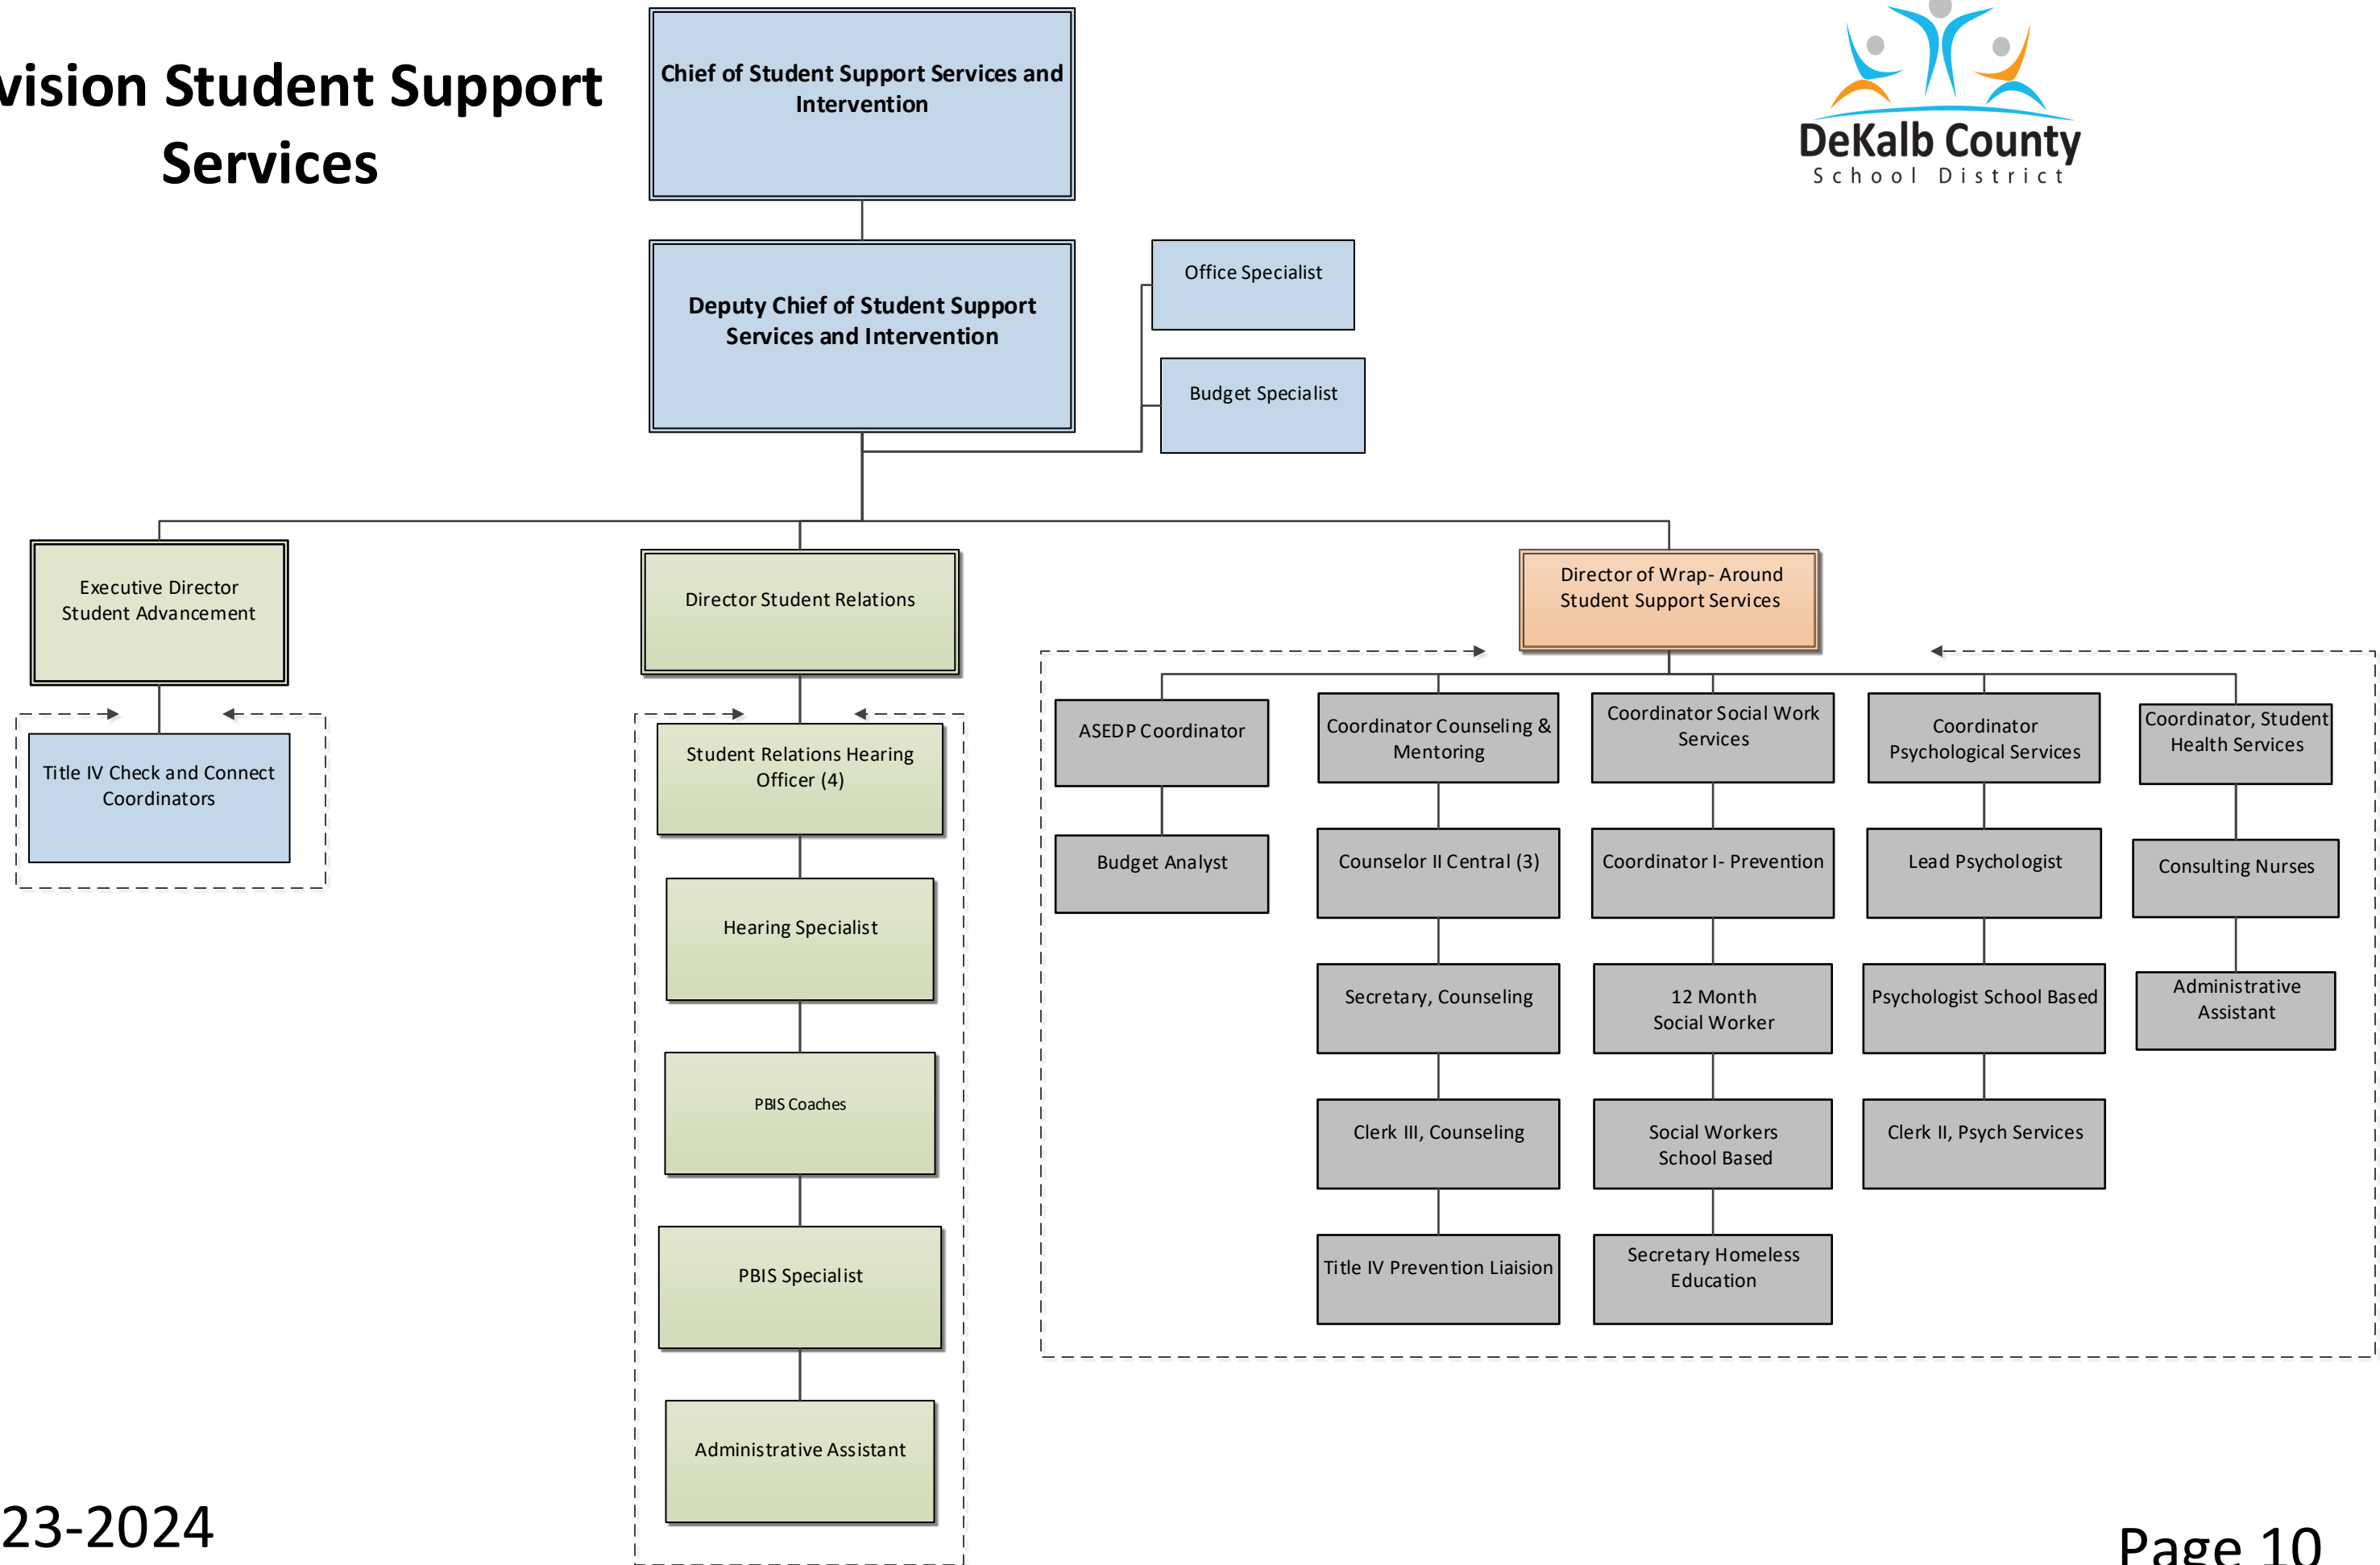 vision Student Support
Services
Chief of Student Support Services and
Intervention
DeKalb County
School District
Deputy Chief of Student Support
Services and Intervention
Office Specialist
Budget Specialist
Executive Director
Student Advancement
Title IV Check and Connect
Coordinators
Director Student Relations
Student Relations Hearing
Officer (4)
Hearing Specialist
PBIS Coaches
PBIS Specialist
Administrative Assistant
Director of Wrap- Around
Student Support Services
ASEDP Coordinator
Budget Analyst
Coordinator Counseling &
Mentoring
Counselor II Central (3)
Secretary, Counseling
Clerk III, Counseling
Title IV Prevention Liaision
Coordinator Social Work
Services
Coordinator I- Prevention
12 Month
Social Worker
Social Workers
School Based
Secretary Homeless
Education
Coordinator
Psychological Services
Lead Psychologist
Psychologist School Based
Clerk II, Psych Services
Coordinator, Student
Health Services
Consulting Nurses
Administrative
Assistant
23-2024
Page 10